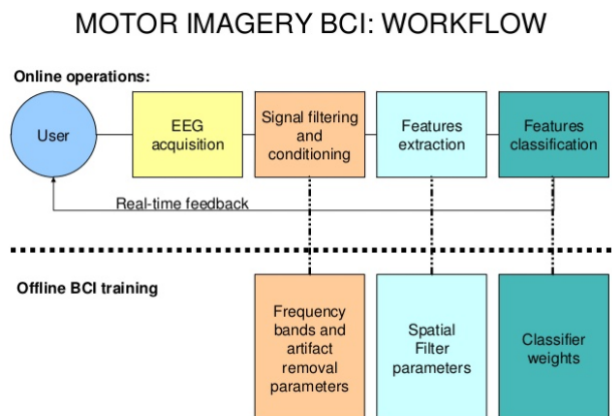 MOTOR IMAGERY BCI: WORKFLOW
Online operations:
User
EEG
acquisition
Signal filtering
and
conditioning
Features
extraction
Features
classification
Real-time feedback
Offline BCI training
Frequency
bands and
artifact
removal
parameters
Spatial
Filter
parameters
Classifier
weights